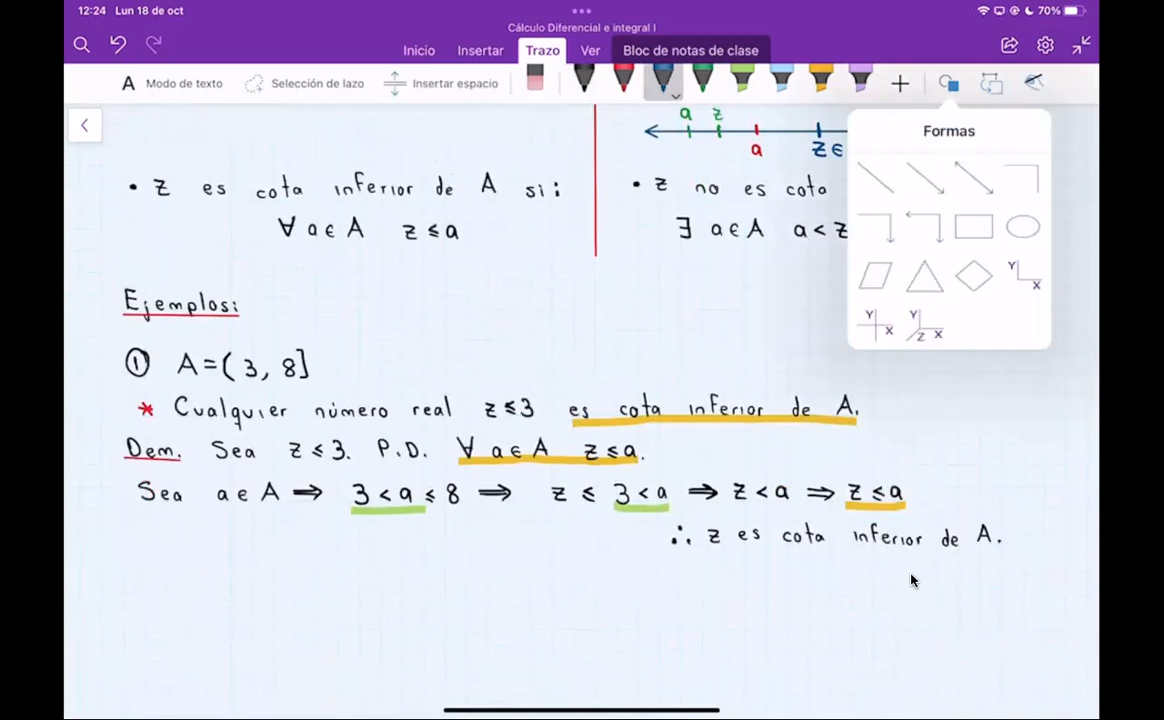 12:24 Lun 18 de oct
70%
Cálculo Diferencial e integral I
Inicio Insertar Trazo Ver Bloc de notas de clase
A Modo de texto Selección de lazo Insertar espacio
Formas
Y X
Y X Y Z X
a z
a z ∈
• z es cota inferior de A si:
∀ a ∈ A z ≤ a
• z no es cota
∃ a ∈ A a < z
Ejemplos:
① A = (3, 8]
* Cualquier número real z ≤ 3 es cota inferior de A.
Dem. Sea z ≤ 3. P.D. ∀ a ∈ A z ≤ a.
Sea a ∈ A ⟹ 3 < a ≤ 8 ⟹ z ≤ 3 < a ⟹ z < a ⟹ z ≤ a
∴ z es cota inferior de A.